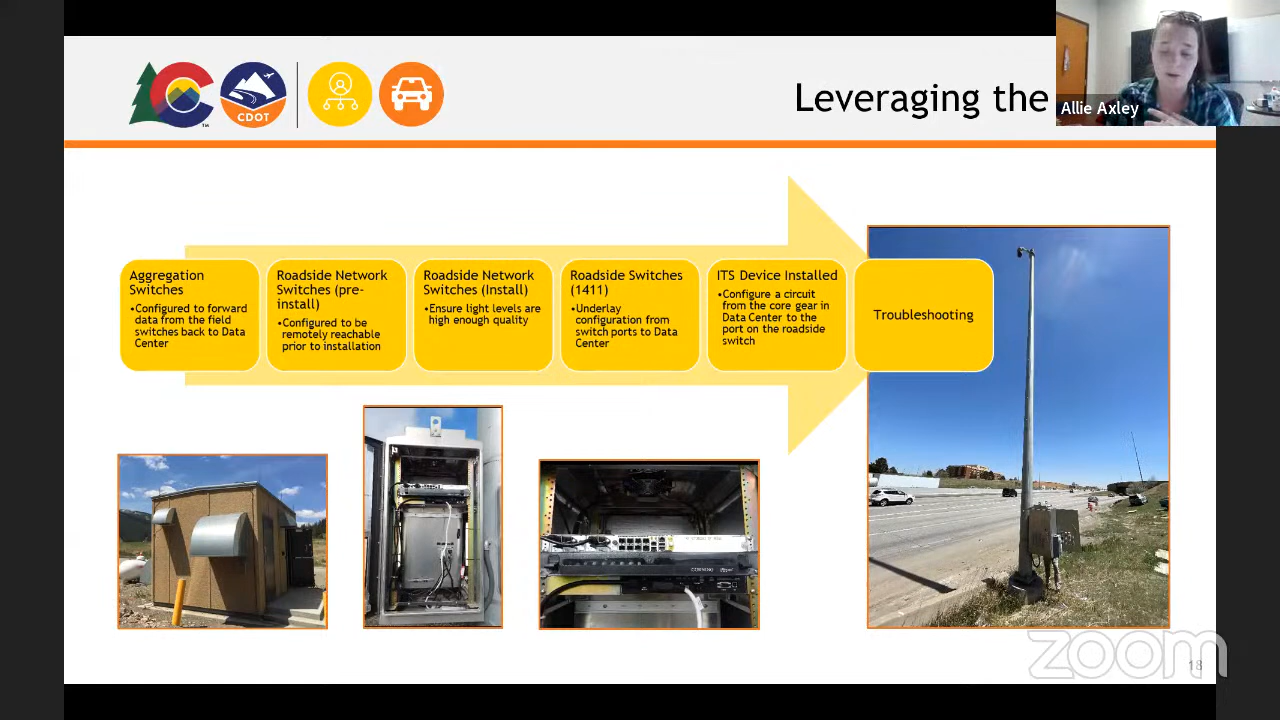 CDOT
Leveraging the
Allie Axley
Aggregation
Switches
•Configured to forward
data from the field
switches back to Data
Center
Roadside Network
Switches (pre-
install)
•Configured to be
remotely reachable
prior to installation
Roadside Network
Switches (Install)
•Ensure light levels are
high enough quality
Roadside Switches
(1411)
•Underlay
configuration from
switch ports to Data
Center
ITS Device Installed
•Configure a circuit
from the core gear in
Data Center to the
port on the roadside
switch
Troubleshooting
CORNING
zoom
18